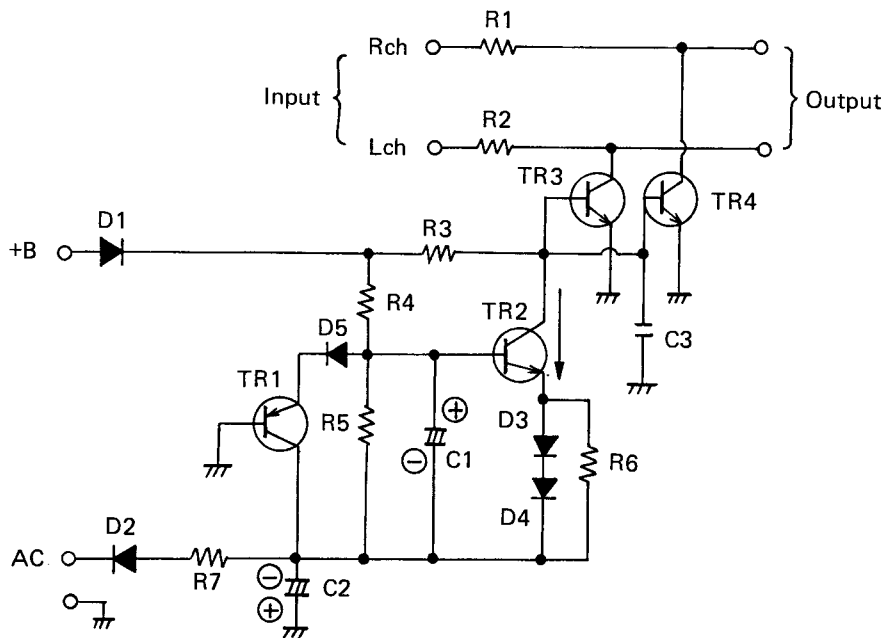 R1
Rch
Input
Output
R2
Lch
TR3
TR4
D1
R3
+B
R4
TR2
D5
C3
TR1
R5
+
D3
−
C1
R6
D2
D4
AC
R7
−
C2
+